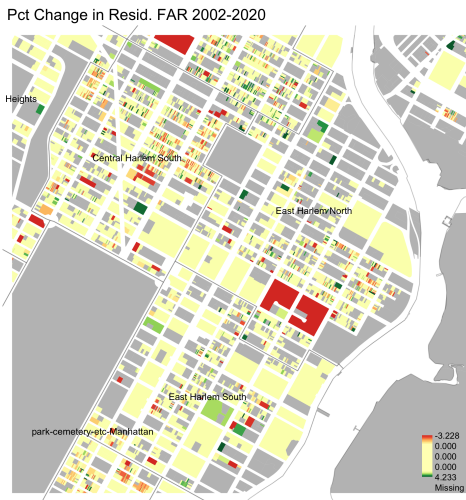 Pct Change in Resid. FAR 2002-2020
Heights
Central Harlem South
East Harlem North
East Harlem South
park-cemetery-etc-Manhattan
-3.228
0.000
0.000
0.000
4.233
Missing